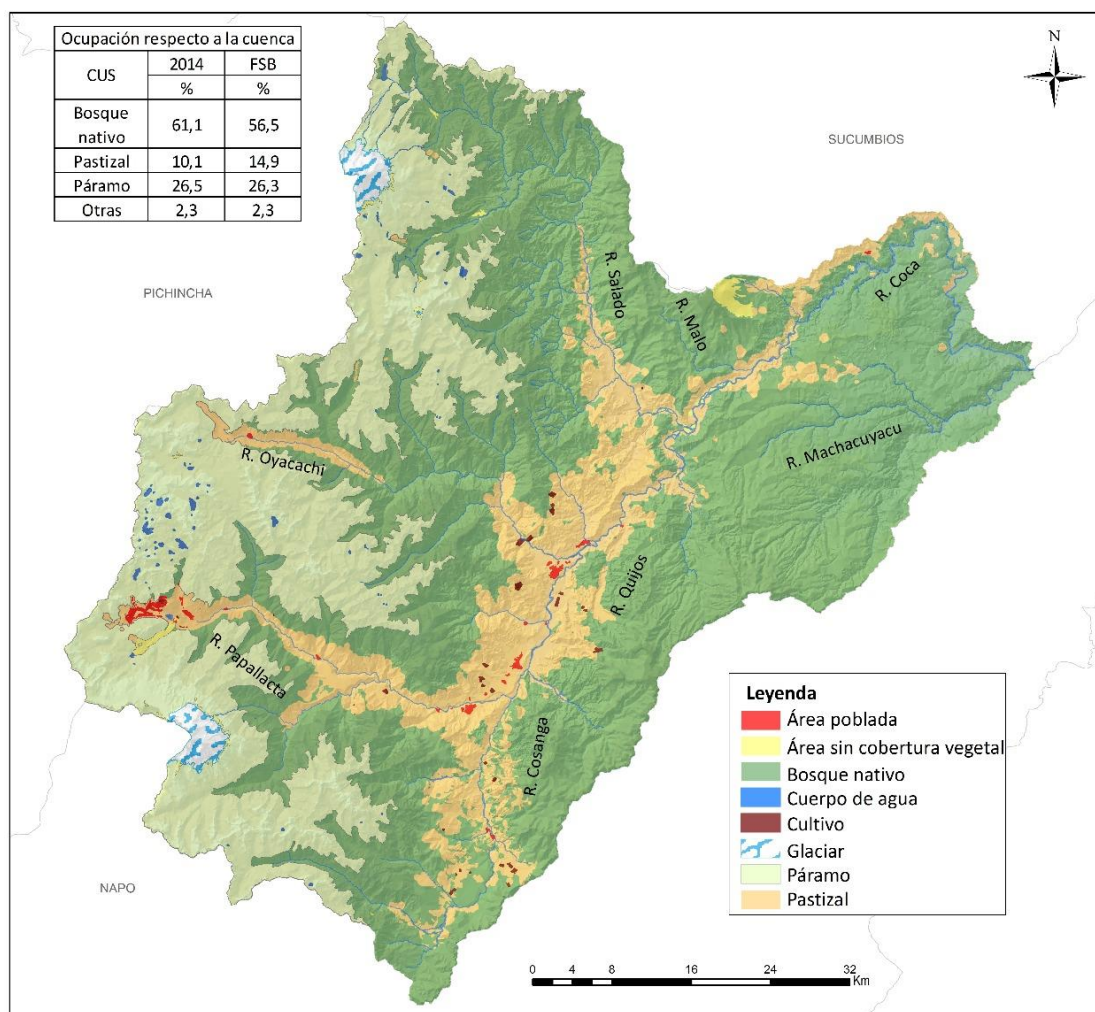 Ocupación respecto a la cuenca
CUS 2014 FSB
% %
Bosque nativo 61,1 56,5
Pastizal 10,1 14,9
Páramo 26,5 26,3
Otras 2,3 2,3
N
SUCUMBIOS
PICHINCHA
NAPO
R. Salado
R. Malo
R. Coca
R. Machacuyacu
R. Oyacachi
R. Quijos
R. Papallacta
R. Cosanga
Leyenda
Área poblada
Área sin cobertura vegetal
Bosque nativo
Cuerpo de agua
Cultivo
Glaciar
Páramo
Pastizal
0 2 4 8 16 24 32
Km